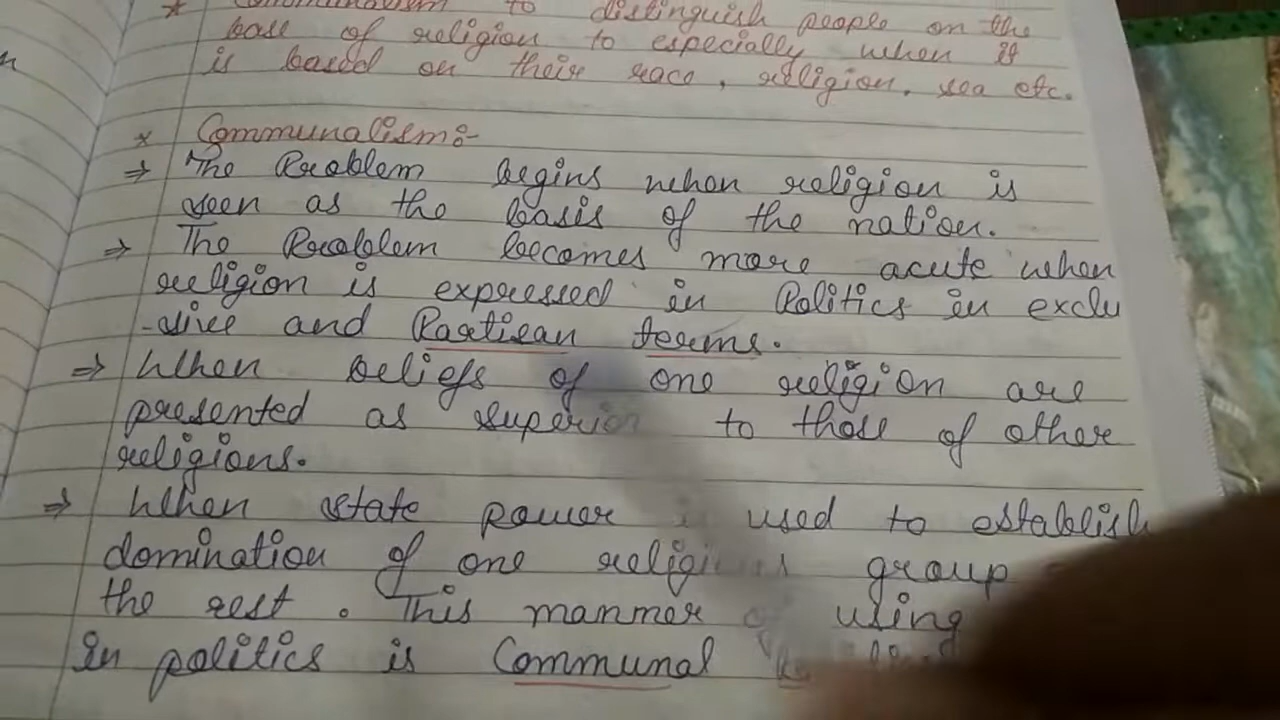 * Communalism to distinguish people on the
base of religion to especially when it
is based on their race, religion, sea etc.
* Communalism:-
⇒ The Problem begins when religion is
seen as the basis of the nation.
⇒ The Problem becomes more acute when
religion is expressed in Politics in exclu
-sive and Partisan terms.
⇒ When beliefs of one religion are
presented as superior to those of other
religions.
⇒ When state power used to establish
domination of one religious group
the rest. This manner using
in politics is Communal